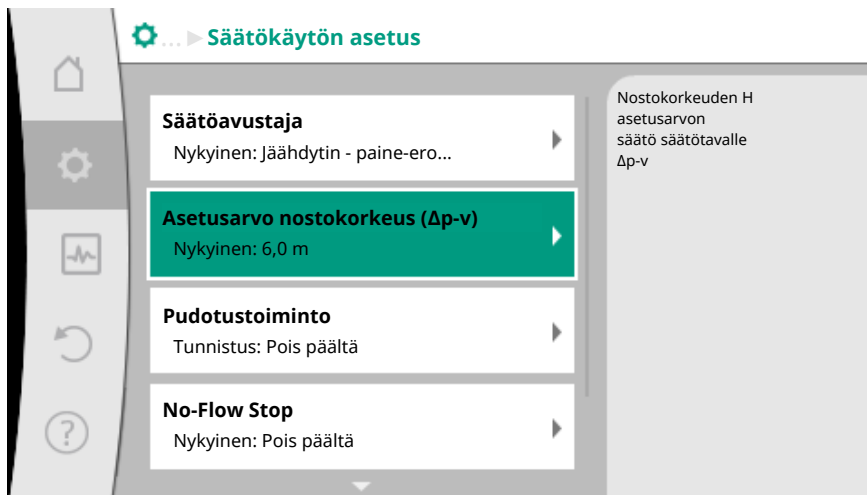 ... ▶ Säätökäytön asetus
Säätöavustaja
Nykyinen: Jäähdytin - paine-ero...
Asetusarvo nostokorkeus (Δp-v)
Nykyinen: 6,0 m
Pudotustoiminto
Tunnistus: Pois päältä
No-Flow Stop
Nykyinen: Pois päältä
Nostokorkeuden H
asetusarvon
säätö säätötavalle
Δp-v
?